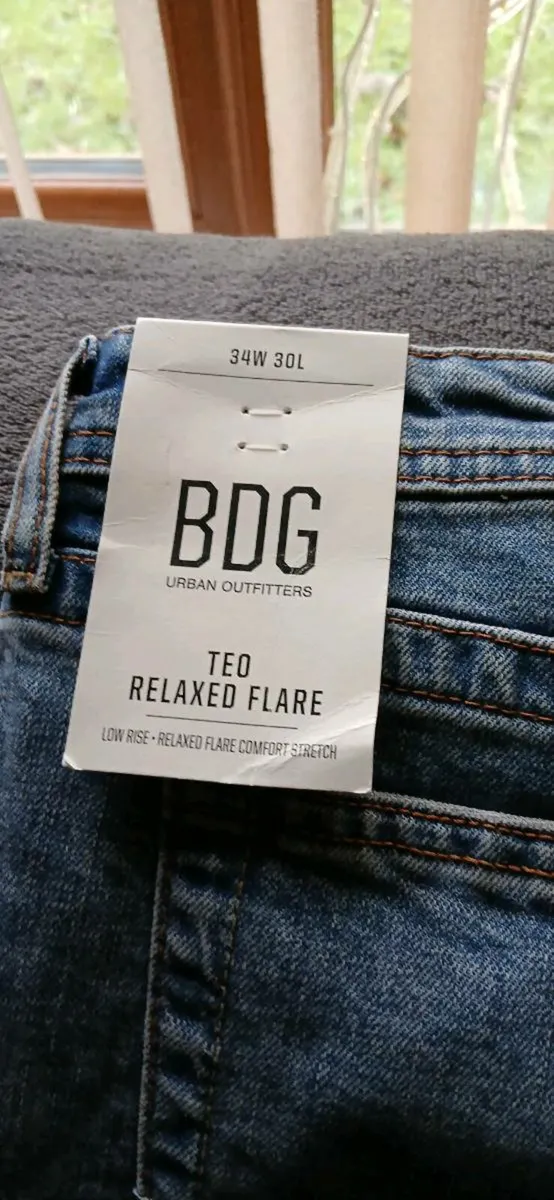 34W 30L
BDG
URBAN OUTFITTERS
TEO
RELAXED FLARE
LOW RISE • RELAXED FLARE COMFORT STRETCH